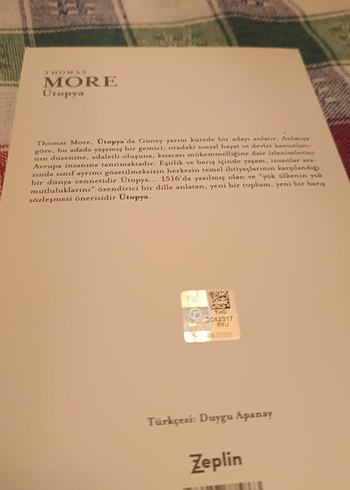 THOMAS
MORE
Ütopya
Thomas More, Ütopya'da Güney yarım kürede bir adayı anlatır. Anlatıya
göre, bu adada yaşamış bir gemici, oradaki sosyal hayat ve devlet kanunları-
nın düzenine, adaletli oluşuna, kısacası mükemmelliğine dair izlenimlerini
Avrupa insanına tanıtmaktadır. Eşitlik ve barış içinde yaşam, insanlar ara-
sında sınıf ayrımı gözetilmeksizin herkesin temel ihtiyaçlarının karşılandığı
bir dünya cennetidir Ütopya... 1516'da yazılmış olan ve "yok ülkenin yok
mutluluklarını" özendirici bir dille anlatan, yeni bir toplum, yeni bir barış
sözleşmesi önerisidir Ütopya.
Türkçesi: Duygu Apanay
Zeplin